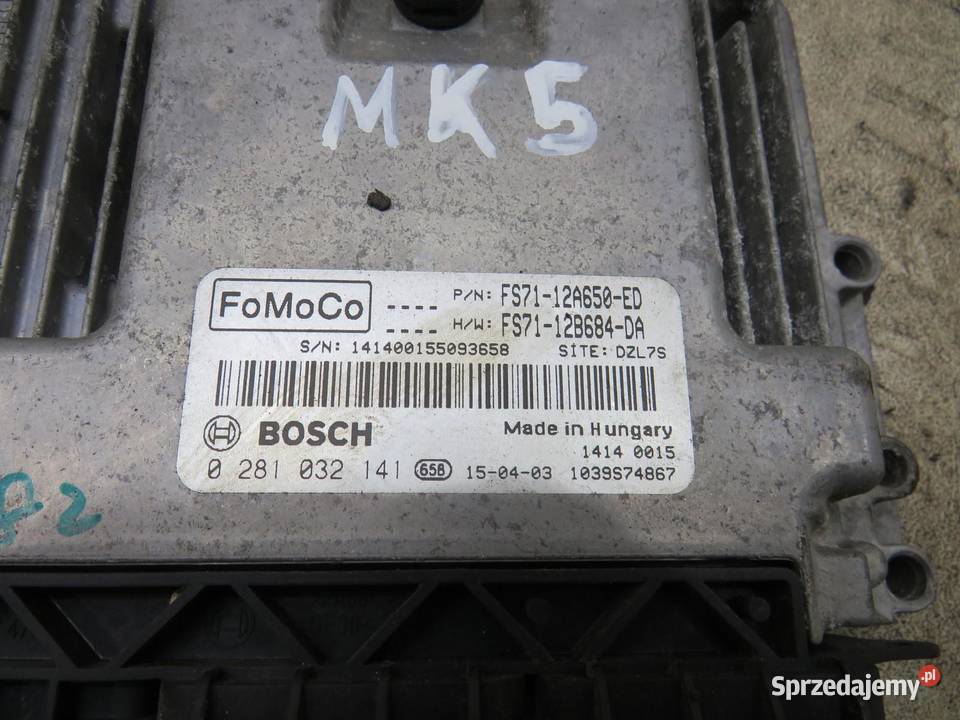 MK5
FoMoCo
---- P/N: FS71-12A650-ED
---- H/W: FS71-12B684-DA
S/N: 141400155093658 SITE: DZL7S
BOSCH
Made in Hungary
1414 0015
0 281 032 141 658 15-04-03 1039S74867
Sprzedajemy.pl